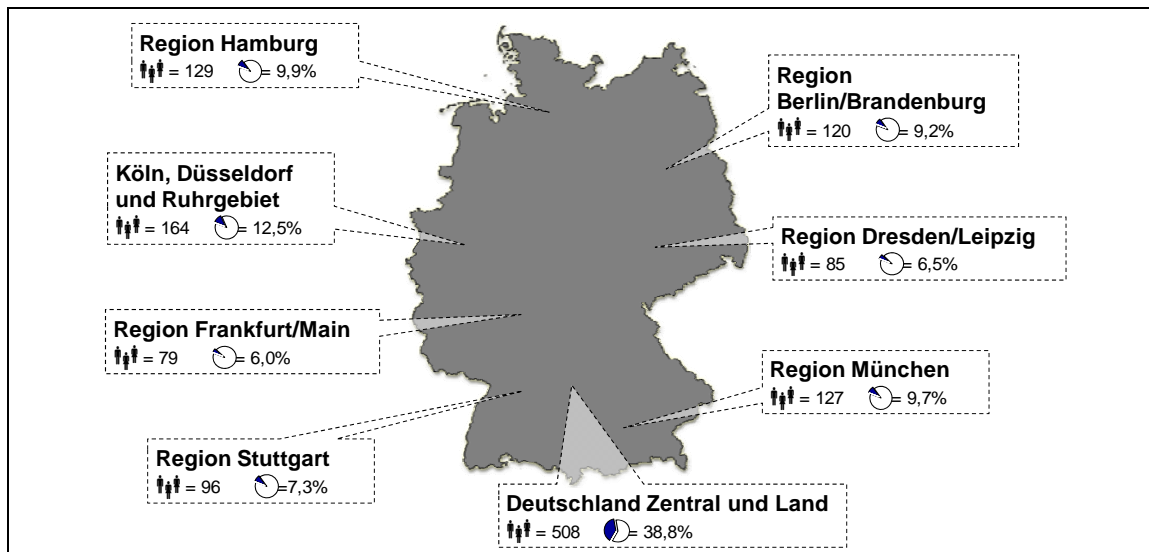 Region Hamburg
= 129 = 9,9%
Region
Berlin/Brandenburg
= 120 = 9,2%
Köln, Düsseldorf
und Ruhrgebiet
= 164 = 12,5%
Region Dresden/Leipzig
= 85 = 6,5%
Region Frankfurt/Main
= 79 = 6,0%
Region München
= 127 = 9,7%
Region Stuttgart
= 96 =7,3%
Deutschland Zentral und Land
= 508 = 38,8%